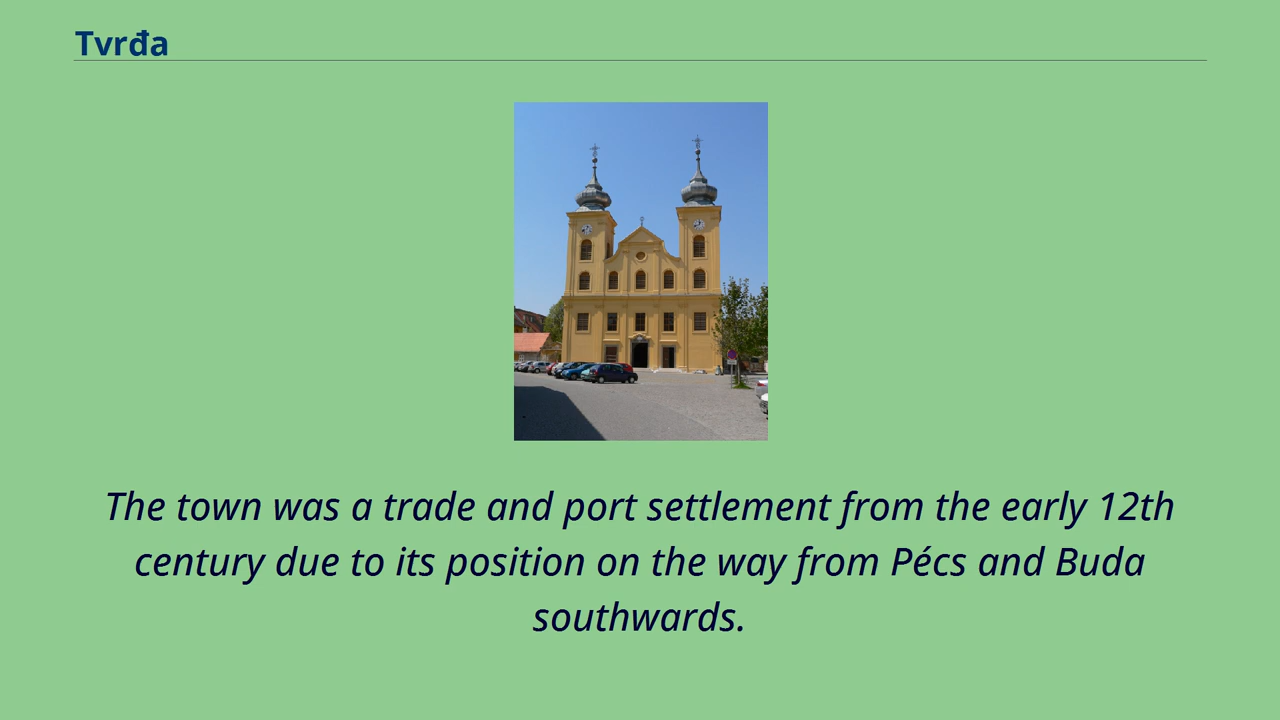 Tvrđa
The town was a trade and port settlement from the early 12th
century due to its position on the way from Pécs and Buda
southwards.